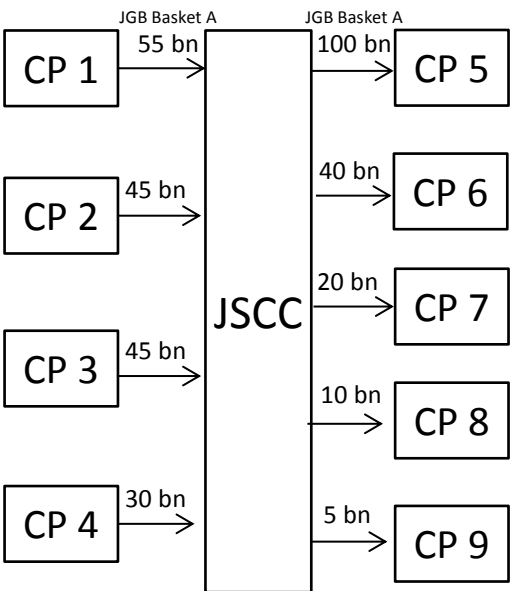 JGB Basket A
JGB Basket A
55 bn
100 bn
CP 1
CP 5
45 bn
40 bn
CP 2
CP 6
20 bn
JSCC
CP 7
45 bn
CP 3
10 bn
CP 8
30 bn
5 bn
CP 4
CP 9